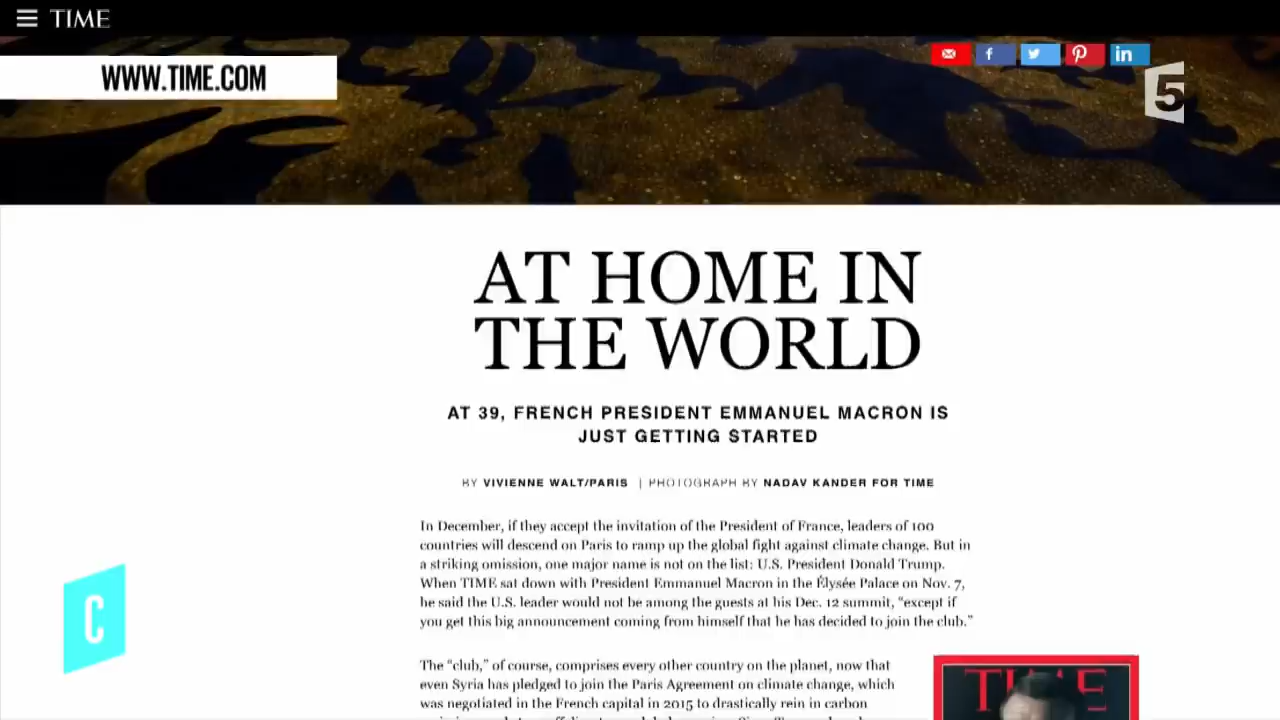 TIME
WWW.TIME.COM
f
in
5
AT HOME IN
THE WORLD
AT 39, FRENCH PRESIDENT EMMANUEL MACRON IS
JUST GETTING STARTED
BY VIVIENNE WALT/PARIS | PHOTOGRAPH BY NADAV KANDER FOR TIME
In December, if they accept the invitation of the President of France, leaders of 100
countries will descend on Paris to ramp up the global fight against climate change. But in
a striking omission, one major name is not on the list: U.S. President Donald Trump.
When TIME sat down with President Emmanuel Macron in the Élysée Palace on Nov. 7,
he said the U.S. leader would not be among the guests at his Dec. 12 summit, “except if
you get this big announcement coming from himself that he has decided to join the club.”
The “club,” of course, comprises every other country on the planet, now that
even Syria has pledged to join the Paris Agreement on climate change, which
was negotiated in the French capital in 2015 to drastically rein in carbon
C
TIME